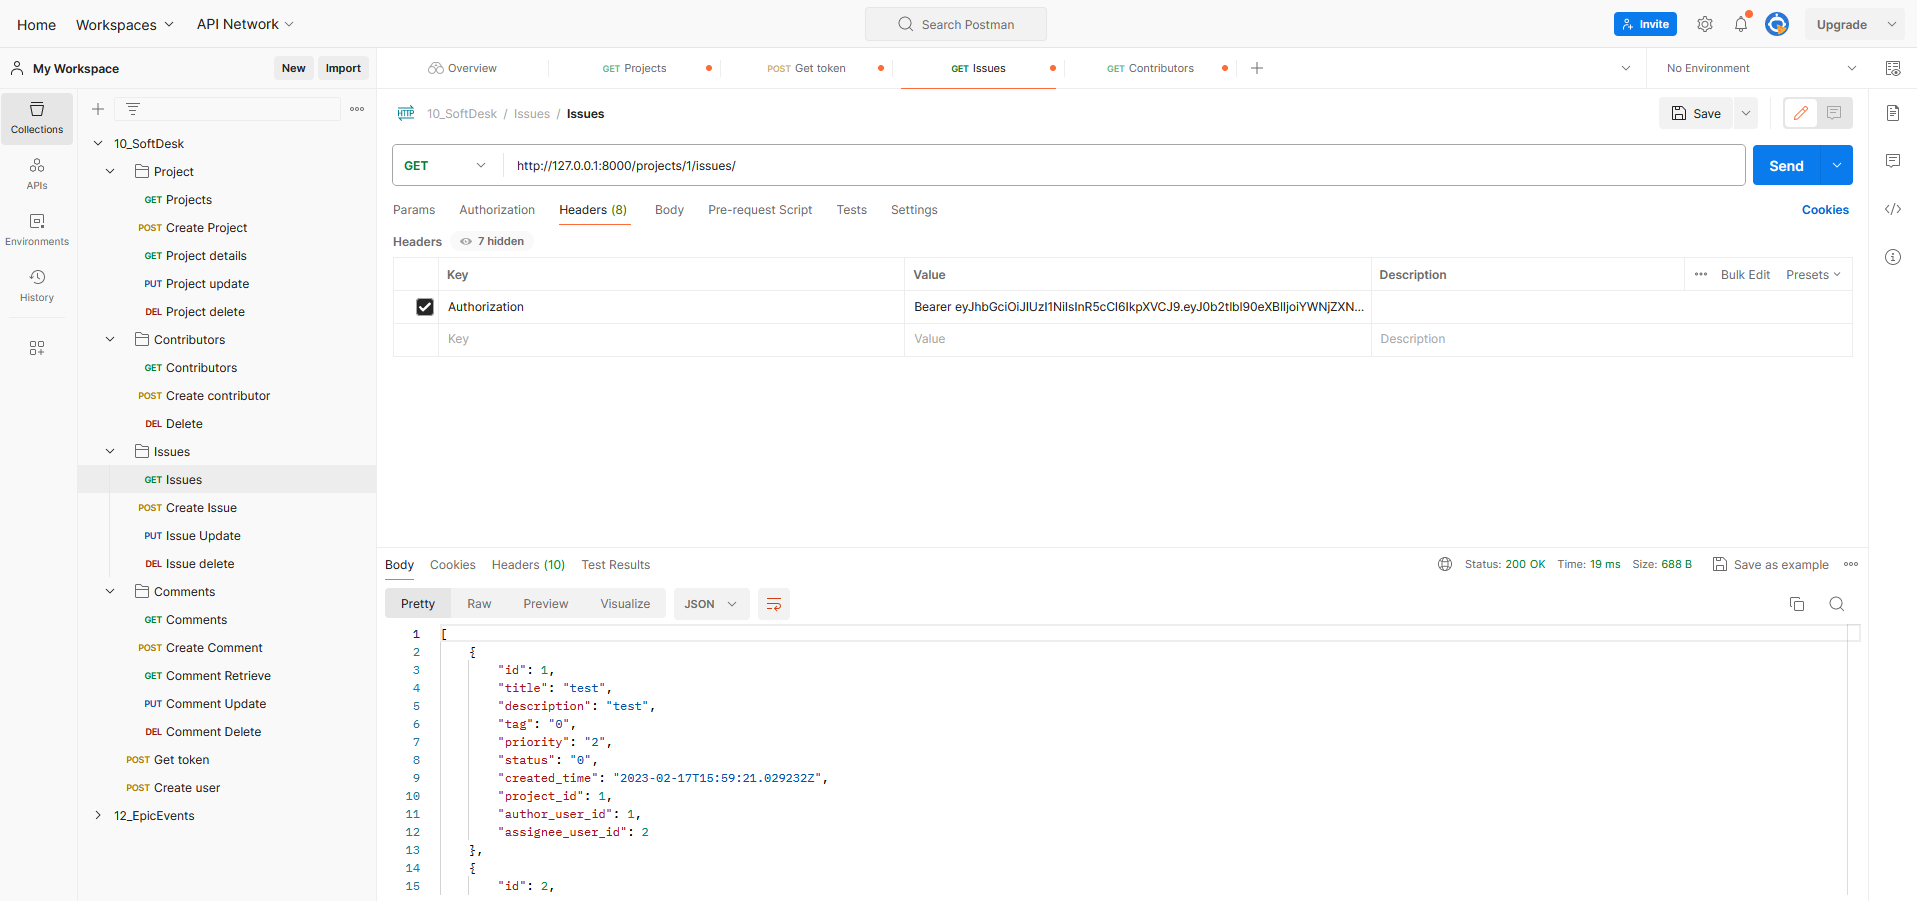 Home Workspaces API Network Search Postman Invite Upgrade
My Workspace New Import Overview GET Projects POST Get token GET Issues GET Contributors No Environment
Collections
APIs
Environments
History
10_SoftDesk
Project
GET Projects
POST Create Project
GET Project details
PUT Project update
DEL Project delete
Contributors
GET Contributors
POST Create contributor
DEL Delete
Issues
GET Issues
POST Create Issue
PUT Issue Update
DEL Issue delete
Comments
GET Comments
POST Create Comment
GET Comment Retrieve
PUT Comment Update
DEL Comment Delete
POST Get token
POST Create user
12_EpicEvents
HTTP 10_SoftDesk / Issues / Issues Save
GET http://127.0.0.1:8000/projects/1/issues/ Send
Params Authorization Headers (8) Body Pre-request Script Tests Settings Cookies
Headers 7 hidden
Key Value Description Bulk Edit Presets
Authorization Bearer eyJhbGciOiJIUzI1NiIsInR5cCI6IkpXVCJ9.eyJ0b2tlbl90eXBlIjoiYWNjZXN...
Key Value Description
Body Cookies Headers (10) Test Results Status: 200 OK Time: 19 ms Size: 688 B Save as example
Pretty Raw Preview Visualize JSON
1 [
2 {
3 "id": 1,
4 "title": "test",
5 "description": "test",
6 "tag": "0",
7 "priority": "2",
8 "status": "0",
9 "created_time": "2023-02-17T15:59:21.029232Z",
10 "project_id": 1,
11 "author_user_id": 1,
12 "assignee_user_id": 2
13 },
14 {
15 "id": 2,